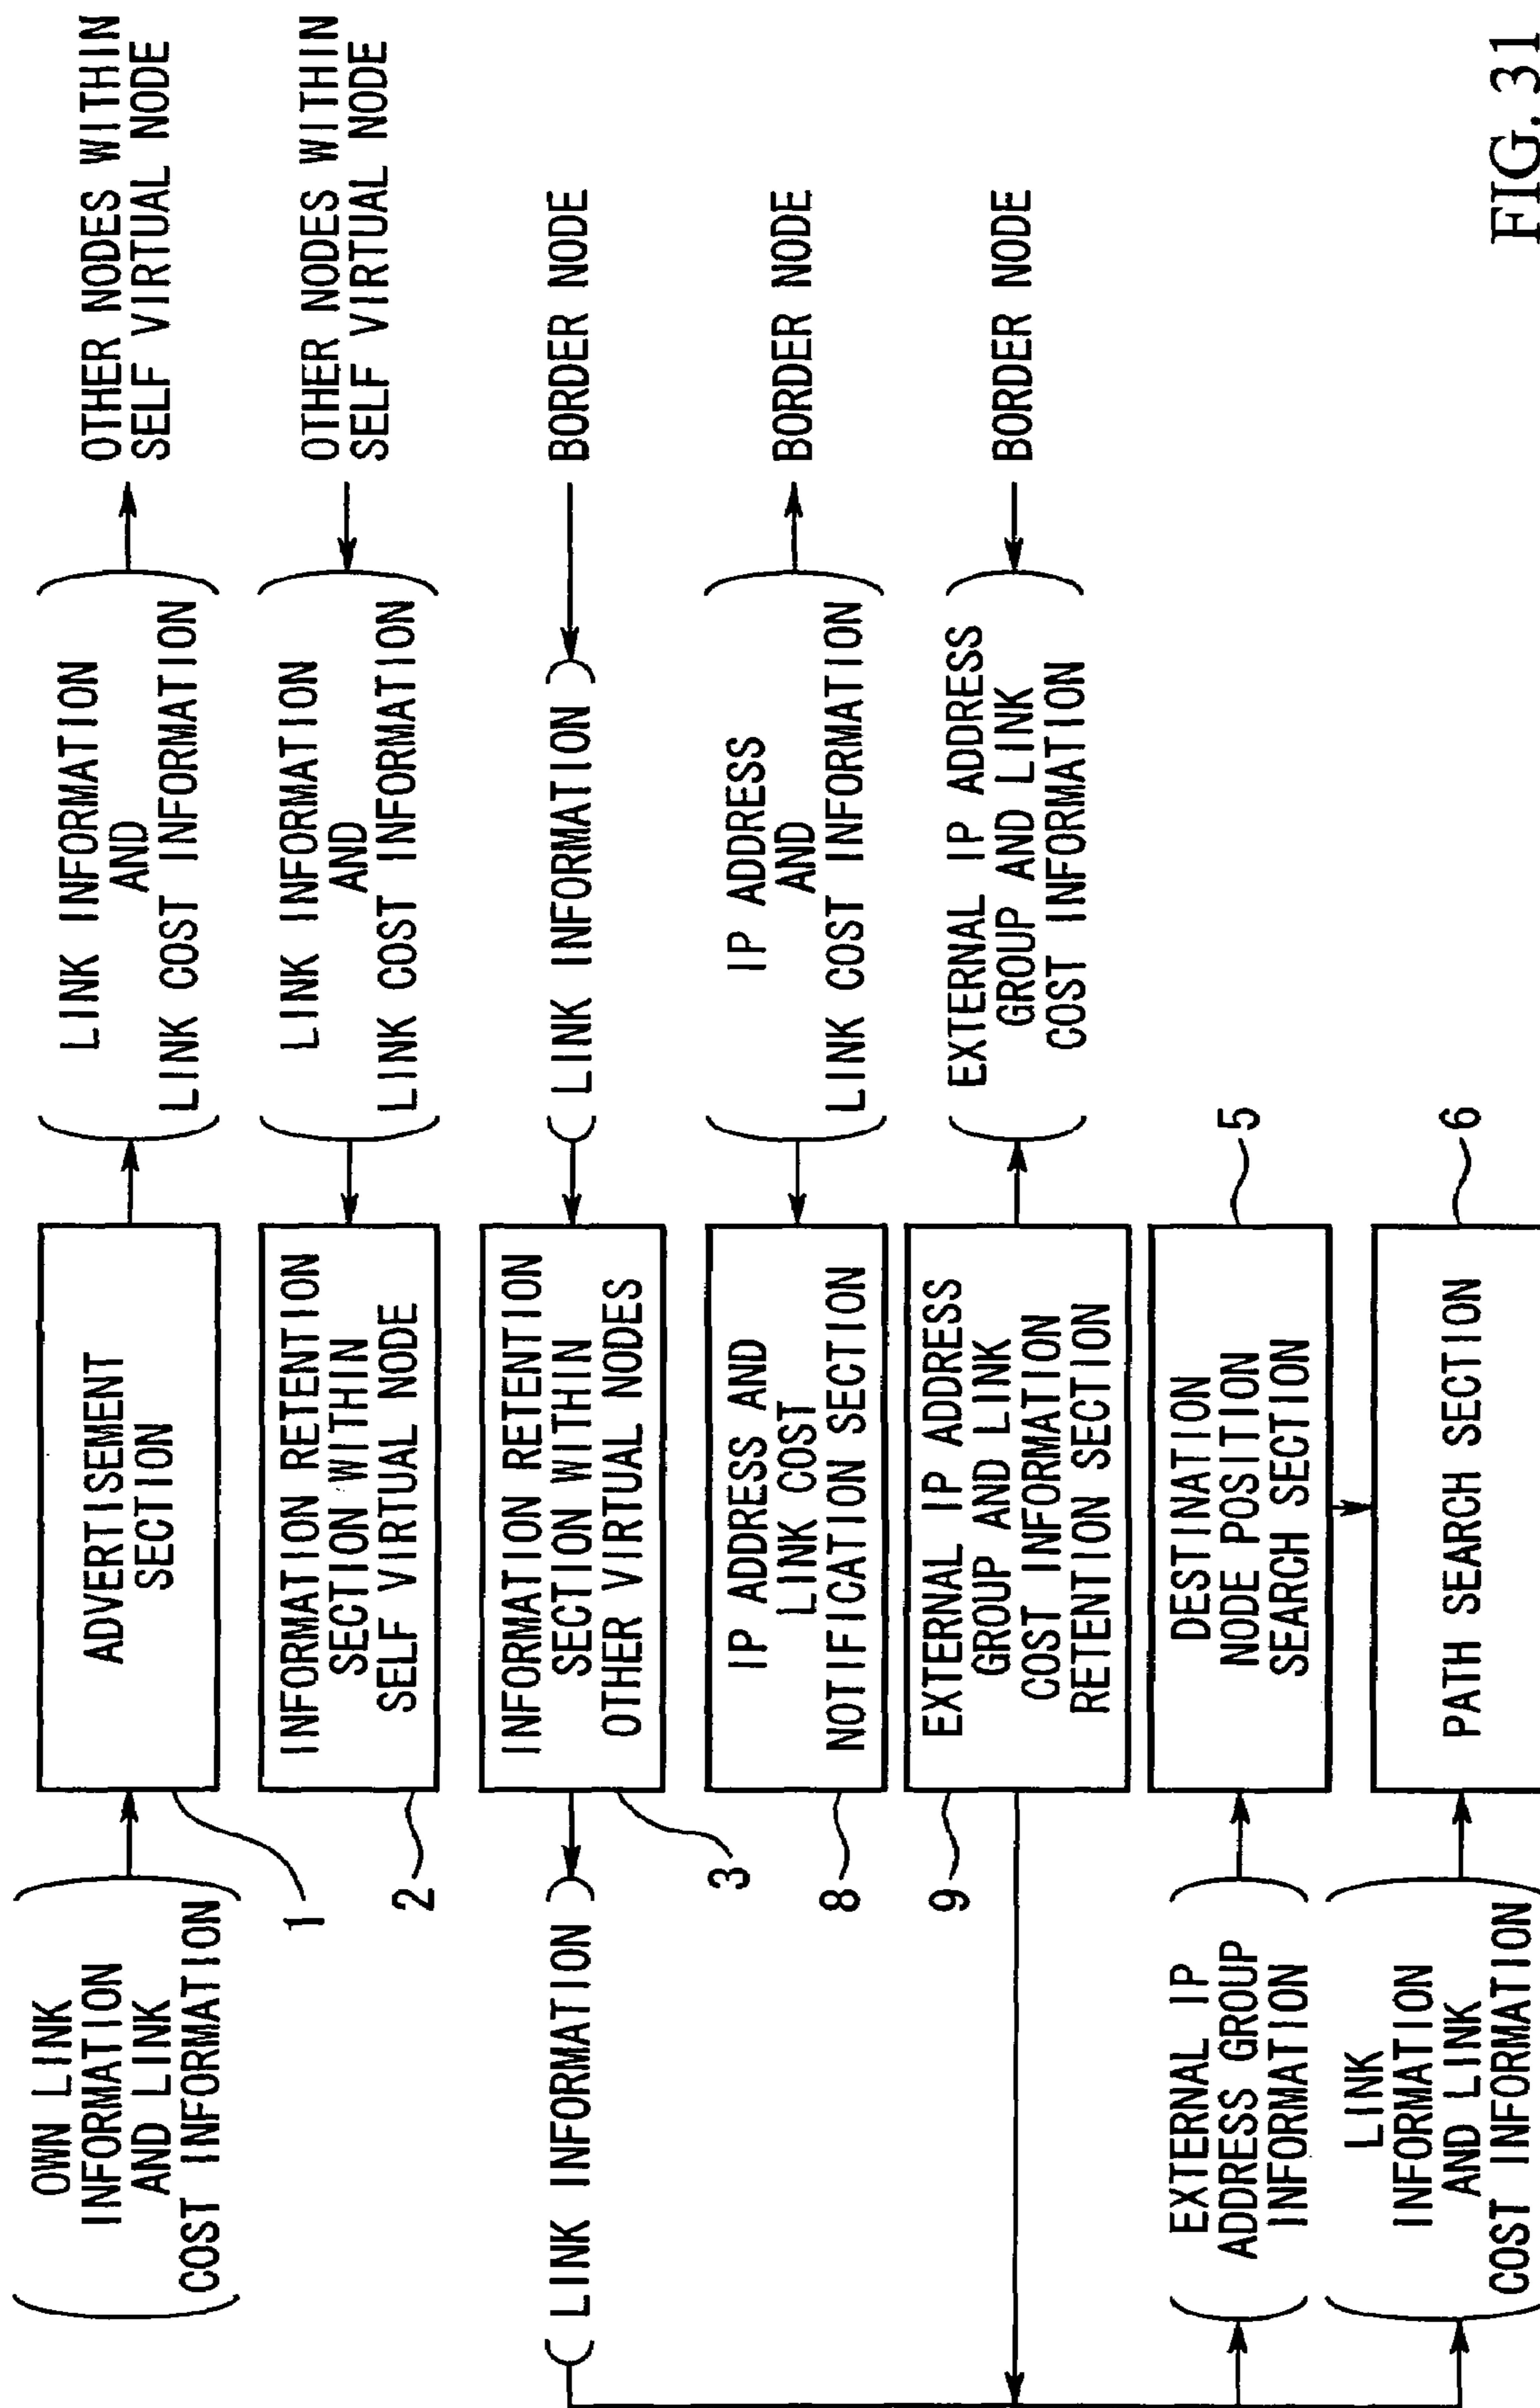 OWN LINK
INFORMATION
AND LINK
COST INFORMATION
1
ADVERTISEMENT
SECTION
LINK INFORMATION
AND
LINK COST INFORMATION
OTHER NODES WITHIN
SELF VIRTUAL NODE
2
INFORMATION RETENTION
SECTION WITHIN
SELF VIRTUAL NODE
LINK INFORMATION
AND
LINK COST INFORMATION
OTHER NODES WITHIN
SELF VIRTUAL NODE
( LINK INFORMATION )
3
INFORMATION RETENTION
SECTION WITHIN
OTHER VIRTUAL NODES
( LINK INFORMATION )
BORDER NODE
8
IP ADDRESS AND
LINK COST
NOTIFICATION SECTION
IP ADDRESS
AND
LINK COST INFORMATION
BORDER NODE
9
EXTERNAL IP ADDRESS
GROUP AND LINK
COST INFORMATION
RETENTION SECTION
EXTERNAL IP ADDRESS
GROUP AND LINK
COST INFORMATION
BORDER NODE
EXTERNAL IP
ADDRESS GROUP
INFORMATION
DESTINATION
NODE POSITION
SEARCH SECTION
5
LINK
INFORMATION
AND LINK
COST INFORMATION
PATH SEARCH SECTION
6
FIG. 31